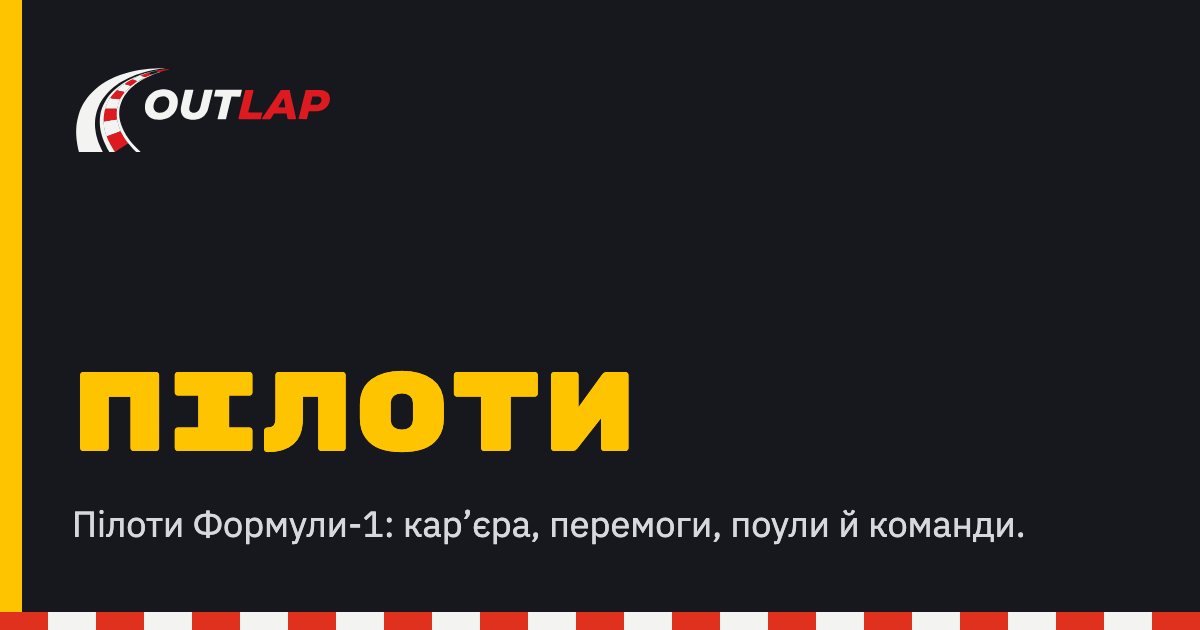 OUTLAP
ПІЛОТИ
Пілоти Формули-1: кар’єра, перемоги, поули й команди.